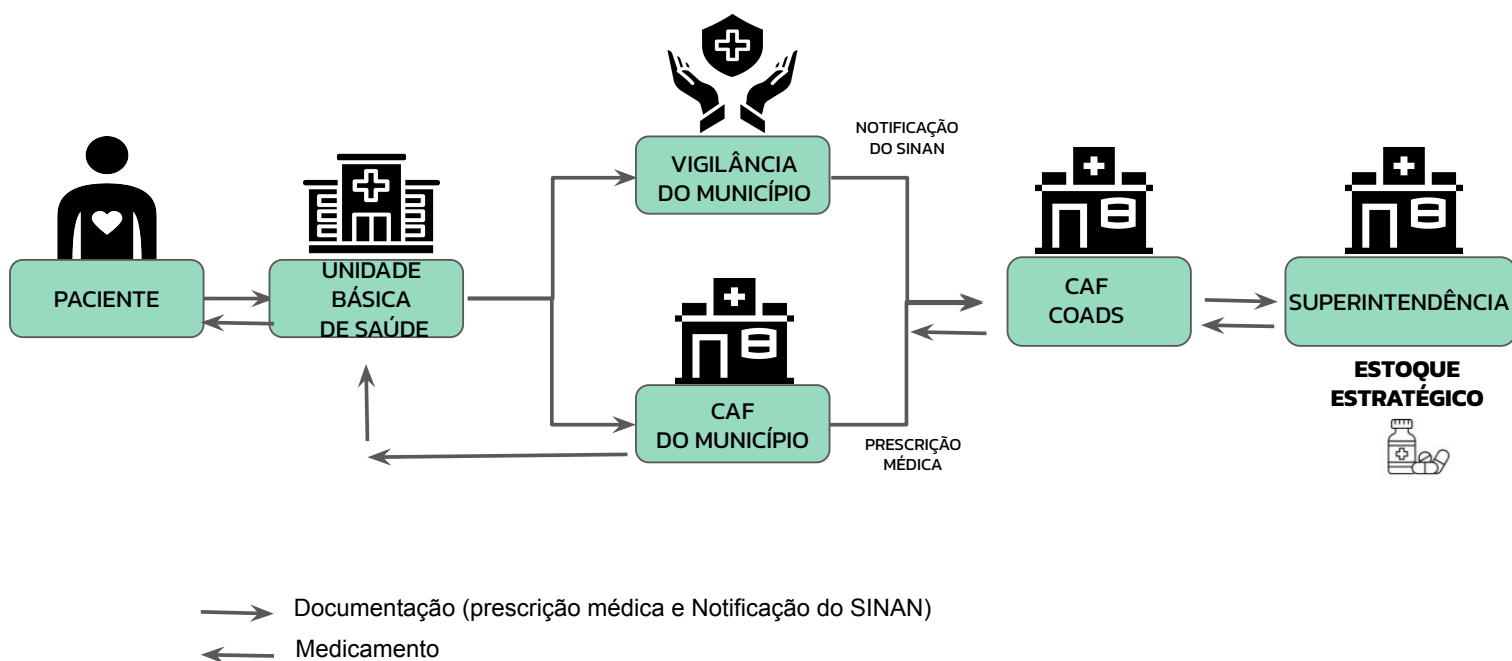 NOTIFICAÇÃO
DO SINAN
VIGILÂNCIA
DO MUNICÍPIO
PACIENTE
UNIDADE
BÁSICA
DE SAÚDE
CAF
COADS
SUPERINTENDÊNCIA
ESTOQUE
ESTRATÉGICO
CAF
DO MUNICÍPIO
PRESCRIÇÃO
MÉDICA
Documentação (prescrição médica e Notificação do SINAN)
Medicamento